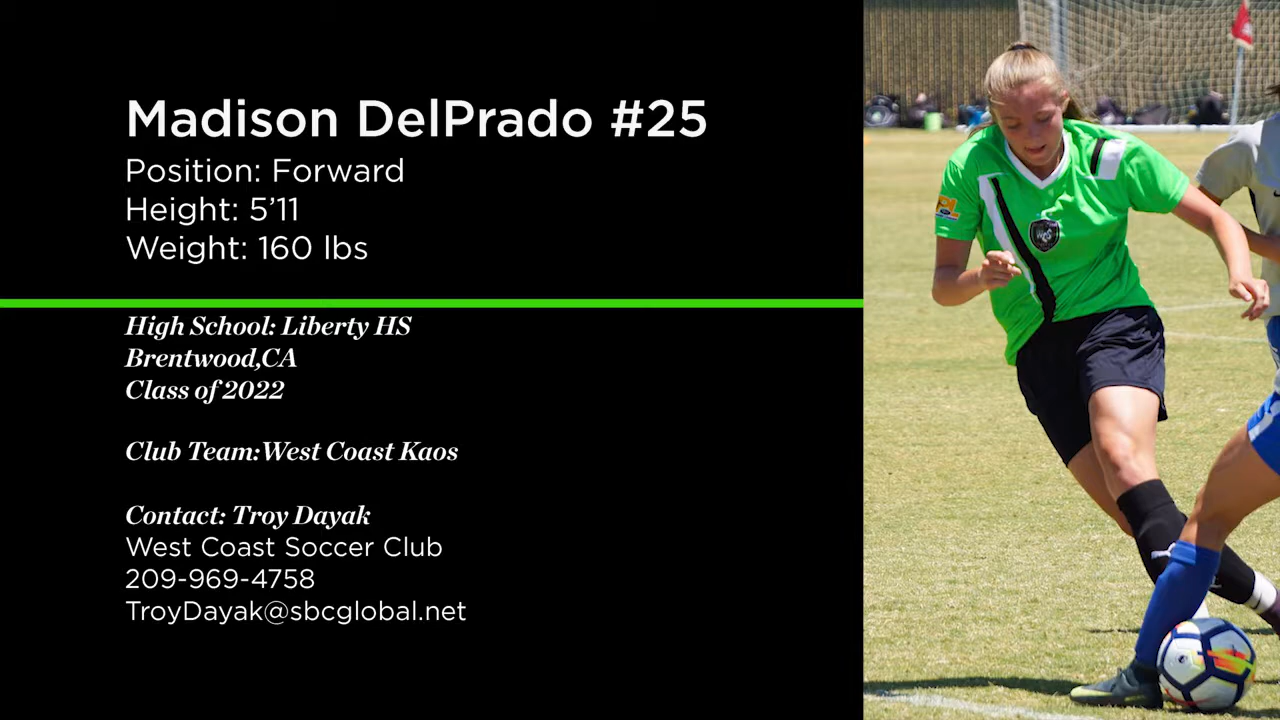 Madison DelPrado #25
Position: Forward
Height: 5’11
Weight: 160 lbs
High School: Liberty HS
Brentwood,CA
Class of 2022
Club Team:West Coast Kaos
Contact: Troy Dayak
West Coast Soccer Club
209-969-4758
TroyDayak@sbcglobal.net